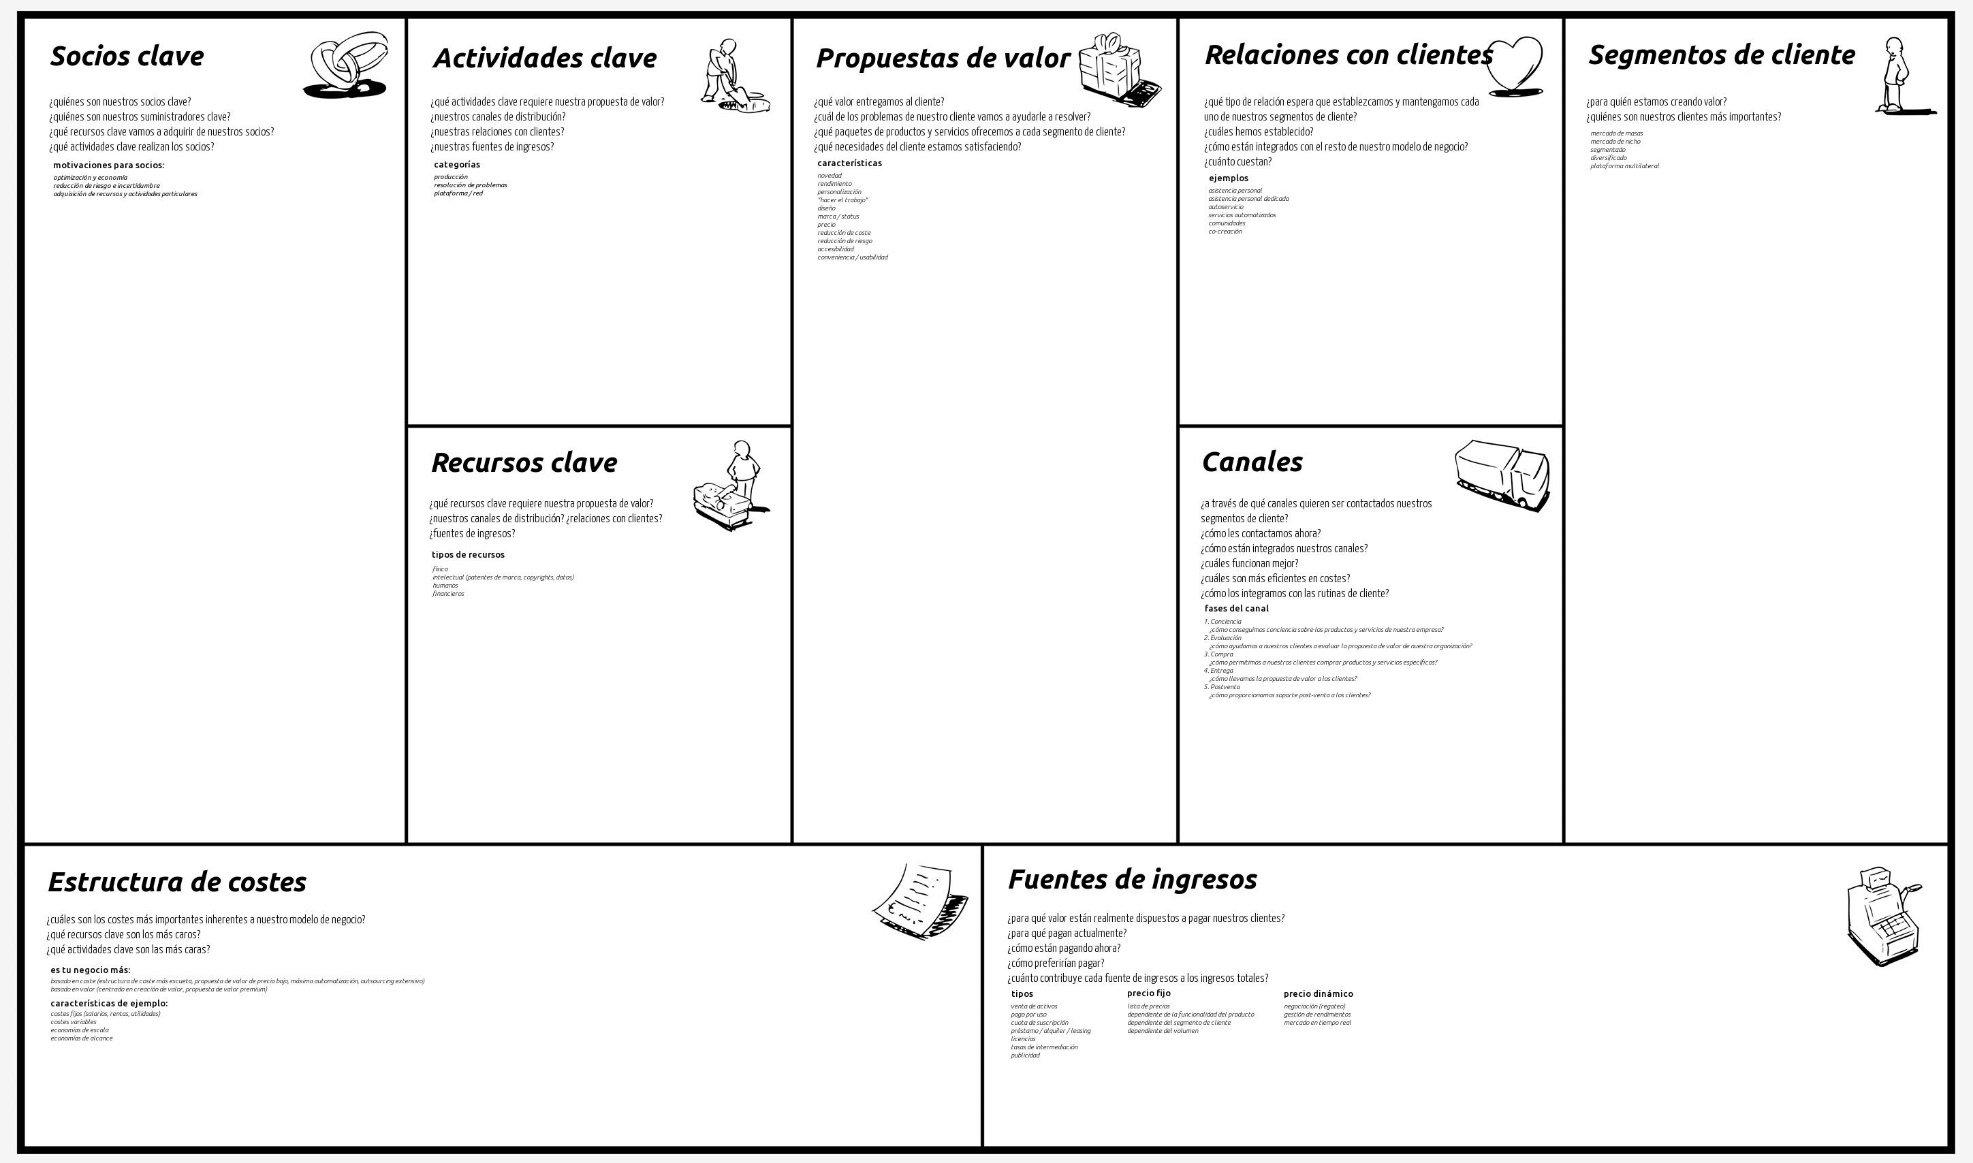 Socios clave
¿quiénes son nuestros socios clave?
¿quiénes son nuestros suministradores clave?
¿qué recursos clave vamos a adquirir de nuestros socios?
¿qué actividades clave realizan los socios?
motivaciones para socios:
optimización y economía
reducción de riesgo e incertidumbre
adquisición de recursos y actividades particulares
Actividades clave
¿qué actividades clave requiere nuestra propuesta de valor?
¿nuestros canales de distribución?
¿nuestras relaciones con clientes?
¿nuestras fuentes de ingresos?
categorías
producción
resolución de problemas
plataforma / red
Recursos clave
¿qué recursos clave requiere nuestra propuesta de valor?
¿nuestros canales de distribución? ¿relaciones con clientes?
¿fuentes de ingresos?
tipos de recursos
físico
intelectual (patentes de marca, copyrights, datos)
humanos
financieros
Propuestas de valor
¿qué valor entregamos al cliente?
¿cuál de los problemas de nuestro cliente vamos a ayudarle a resolver?
¿qué paquetes de productos y servicios ofrecemos a cada segmento de cliente?
¿qué necesidades del cliente estamos satisfaciendo?
características
novedad
rendimiento
personalización
"hacer el trabajo"
diseño
marca / status
precio
reducción de coste
reducción de riesgo
accesibilidad
conveniencia / usabilidad
Relaciones con clientes
¿qué tipo de relación espera que establezcamos y mantengamos cada
uno de nuestros segmentos de cliente?
¿cuáles hemos establecido?
¿cómo están integrados con el resto de nuestro modelo de negocio?
¿cuánto cuestan?
ejemplos
asistencia personal
asistencia personal dedicada
autoservicio
servicios automatizados
comunidades
co-creación
Canales
¿a través de qué canales quieren ser contactados nuestros
segmentos de cliente?
¿cómo les contactamos ahora?
¿cómo están integrados nuestros canales?
¿cuáles funcionan mejor?
¿cuáles son más eficientes en costes?
¿cómo los integramos con las rutinas de cliente?
fases del canal
1. Conciencia
¿cómo conseguimos conciencia sobre los productos y servicios de nuestra empresa?
2. Evaluación
¿cómo ayudamos a nuestros clientes a evaluar la propuesta de valor de nuestra organización?
3. Compra
¿cómo permitimos a nuestros clientes comprar productos y servicios específicos?
4. Entrega
¿cómo llevamos la propuesta de valor a los clientes?
5. Postventa
¿cómo proporcionamos soporte post-venta a los clientes?
Segmentos de cliente
¿para quién estamos creando valor?
¿quiénes son nuestros clientes más importantes?
mercado de masas
mercado de nicho
segmentado
diversificado
plataforma multilateral
Estructura de costes
¿cuáles son los costes más importantes inherentes a nuestro modelo de negocio?
¿qué recursos clave son los más caros?
¿qué actividades clave son las más caras?
es tu negocio más:
basado en coste (estructura de coste más escueta, propuesta de valor de precio bajo, máxima automatización, outsourcing extensivo)
basado en valor (centrado en creación de valor, propuesta de valor premium)
características de ejemplo:
costes fijos (salarios, rentas, utilidades)
costes variables
economías de escala
economías de alcance
Fuentes de ingresos
¿para qué valor están realmente dispuestos a pagar nuestros clientes?
¿para qué pagan actualmente?
¿cómo están pagando ahora?
¿cómo preferirían pagar?
¿cuánto contribuye cada fuente de ingresos a los ingresos totales?
tipos
venta de activos
pago por uso
cuota de suscripción
préstamo / alquiler / leasing
licencias
tasas de intermediación
publicidad
precio fijo
lista de precios
dependiente de la funcionalidad del producto
dependiente del segmento de cliente
dependiente del volumen
precio dinámico
negociación (regateo)
gestión de rendimientos
mercado en tiempo real